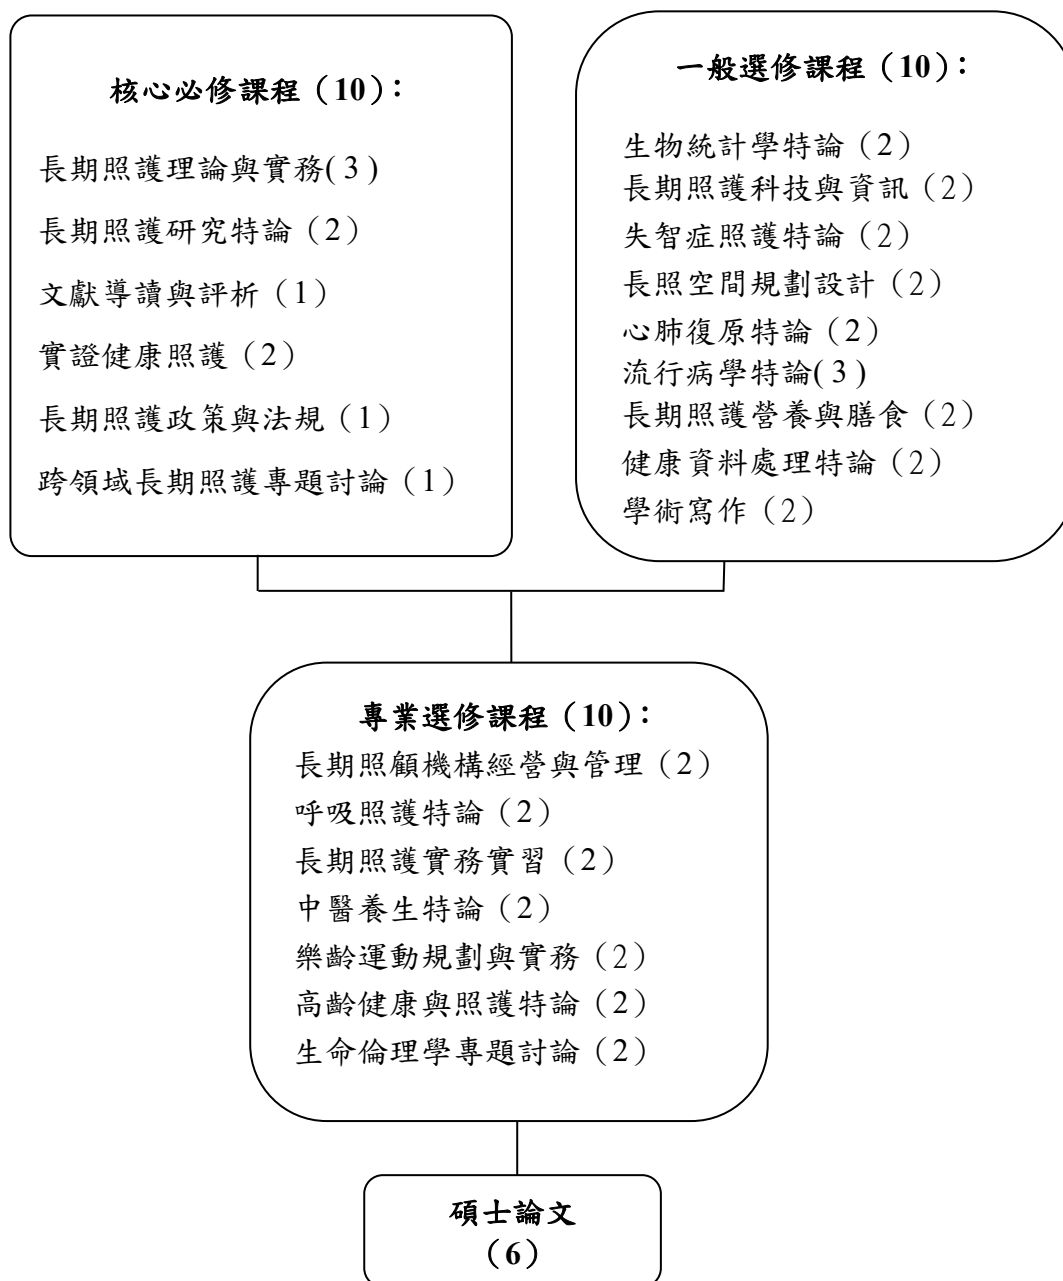 核心必修課程（10）：
長期照護理論與實務(3)
長期照護研究特論（2）
文獻導讀與評析（1）
實證健康照護（2）
長期照護政策與法規（1）
跨領域長期照護專題討論（1）
一般選修課程（10）：
生物統計學特論（2）
長期照護科技與資訊（2）
失智症照護特論（2）
長照空間規劃設計（2）
心肺復原特論（2）
流行病學特論(3)
長期照護營養與膳食（2）
健康資料處理特論（2）
學術寫作（2）
專業選修課程（10）：
長期照顧機構經營與管理（2）
呼吸照護特論（2）
長期照護實務實習（2）
中醫養生特論（2）
樂齡運動規劃與實務（2）
高齡健康與照護特論（2）
生命倫理學專題討論（2）
碩士論文
（6）